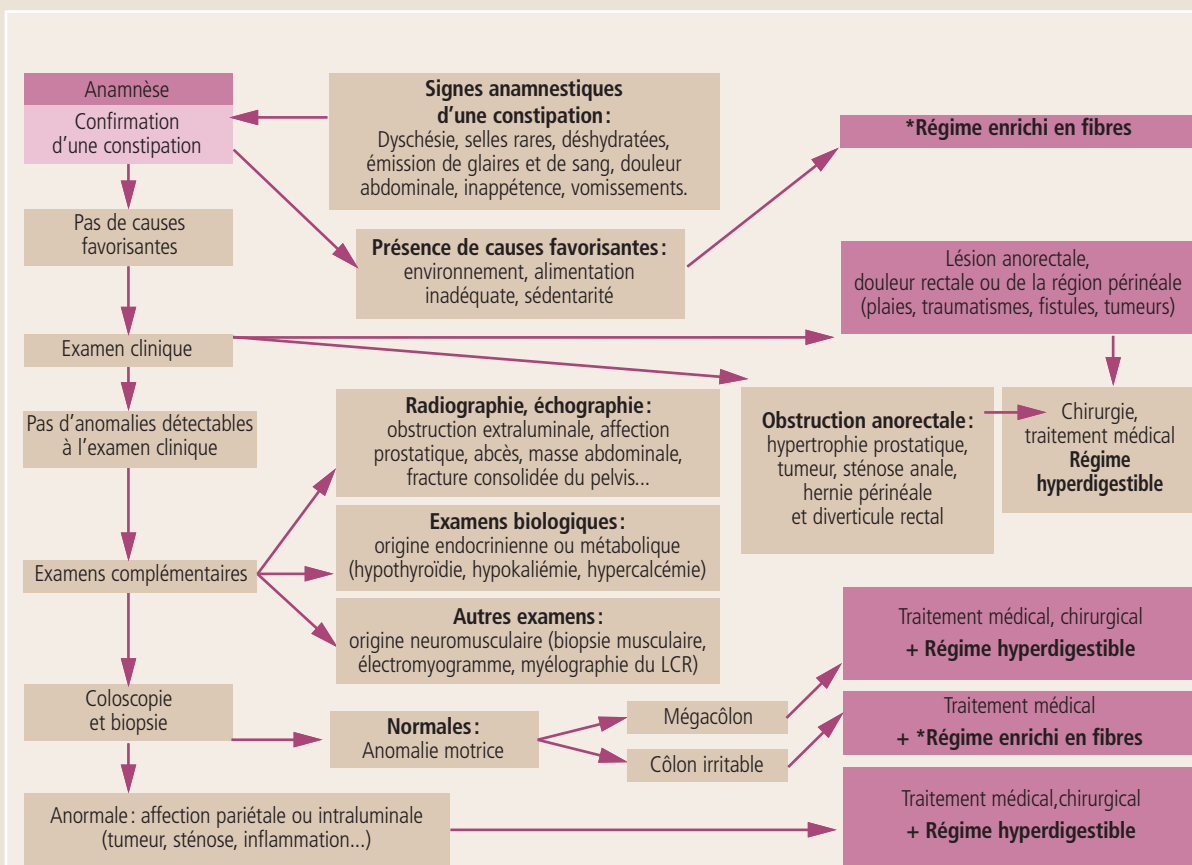 Anamnèse
Confirmation
d'une constipation
Signes anamnestiques
d'une constipation :
Dyschésie, selles rares, déshydratées,
émission de glaires et de sang, douleur
abdominale, inappétence, vomissements.
*Régime enrichi en fibres
Pas de causes
favorisantes
Présence de causes favorisantes :
environnement, alimentation
inadéquate, sédentarité
Lésion anorectale,
douleur rectale ou de la région périnéale
(plaies, traumatismes, fistules, tumeurs)
Examen clinique
Pas d'anomalies détectables
à l'examen clinique
Radiographie, échographie :
obstruction extraluminale, affection
prostatique, abcès, masse abdominale,
fracture consolidée du pelvis...
Obstruction anorectale :
hypertrophie prostatique,
tumeur, sténose anale,
hernie périnéale
et diverticule rectal
Chirurgie,
traitement médical
Régime
hyperdigestible
Examens complémentaires
Examens biologiques :
origine endocrinienne ou métabolique
(hypothyroïdie, hypokaliémie, hypercalcémie)
Autres examens :
origine neuromusculaire (biopsie musculaire,
électromyogramme, myélographie du LCR)
Traitement médical, chirurgical
+ Régime hyperdigestible
Coloscopie
et biopsie
Normales :
Anomalie motrice
Mégacôlon
Côlon irritable
Traitement médical
+ *Régime enrichi en fibres
Anormale : affection pariétale ou intraluminale
(tumeur, sténose, inflammation...)
Traitement médical,chirurgical
+ Régime hyperdigestible